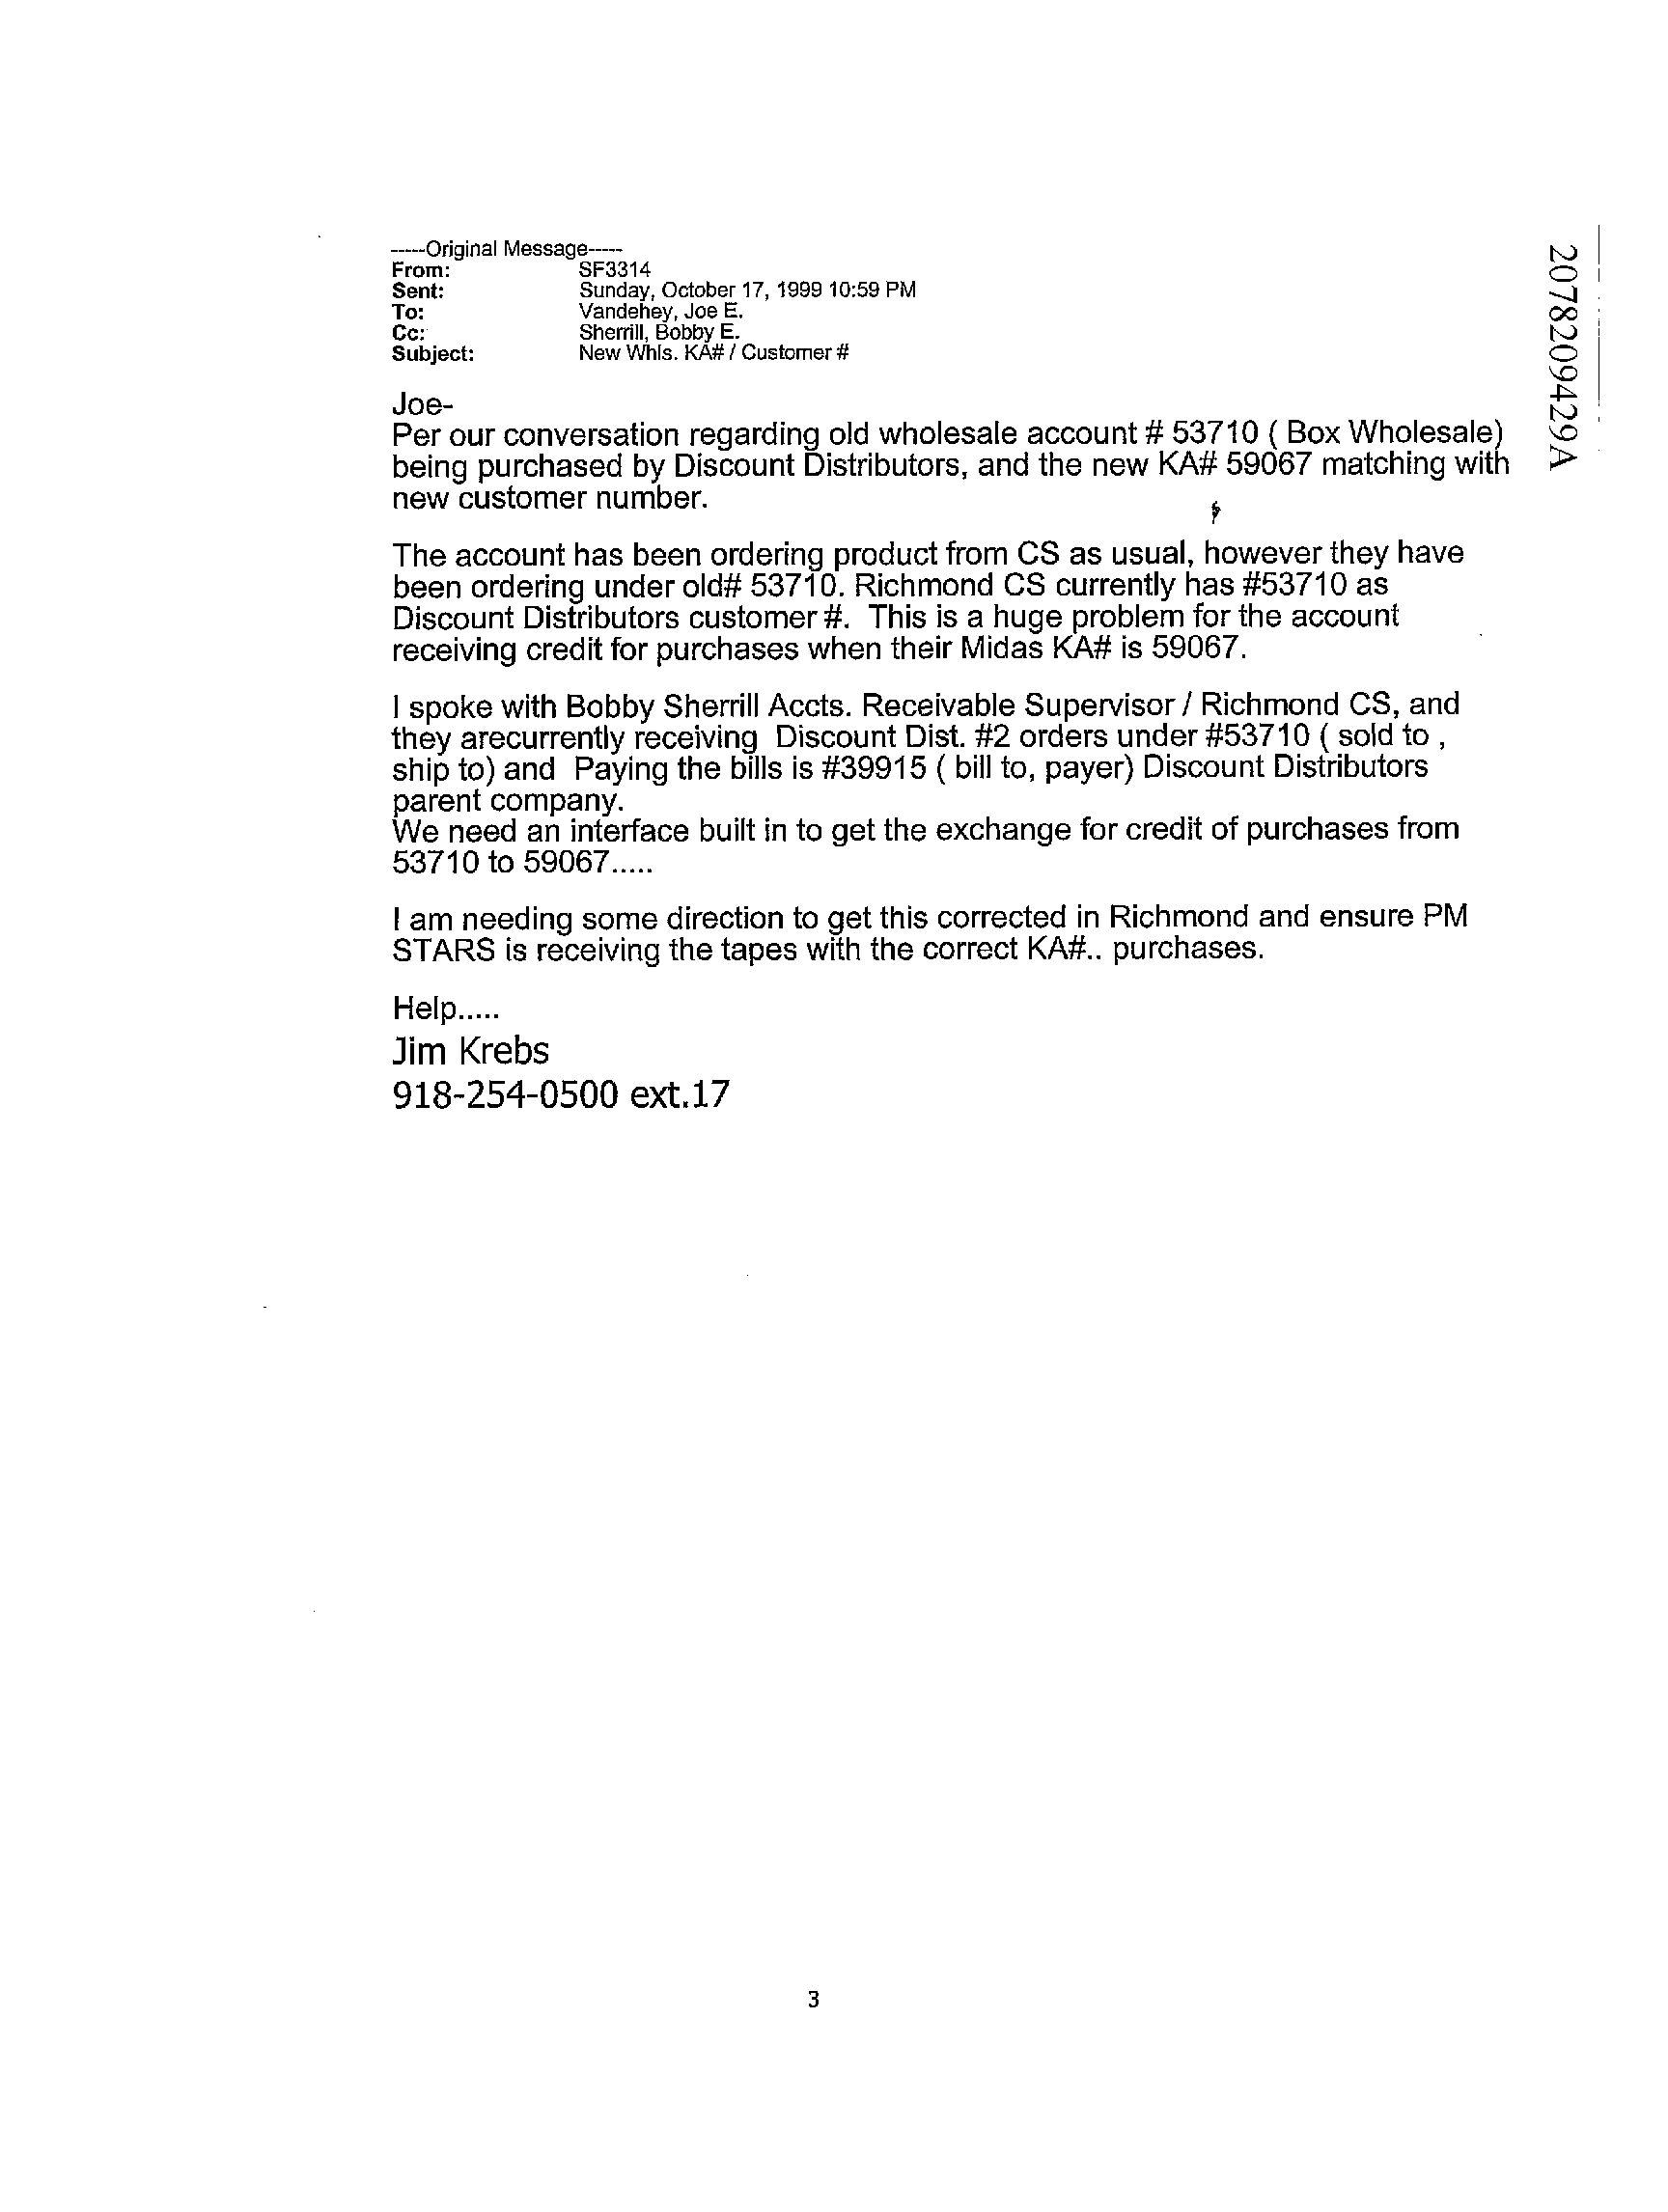 -----Original Message-----
From: SF3314
Sent: Sunday, October 17, 1999 10:59 PM
To: Vandehey, Joe E.
Cc: Sherrill, Bobby E.
Subject: New Whls. KA# / Customer #
Joe-
Per our conversation regarding old wholesale account # 53710 ( Box Wholesale)
being purchased by Discount Distributors, and the new KA# 59067 matching with
new customer number.
The account has been ordering product from CS as usual, however they have
been ordering under old# 53710. Richmond CS currently has #53710 as
Discount Distributors customer #.  This is a huge problem for the account
receiving credit for purchases when their Midas KA# is 59067.
I spoke with Bobby Sherrill Accts. Receivable Supervisor / Richmond CS, and
they arecurrently receiving  Discount Dist. #2 orders under #53710 ( sold to ,
ship to) and  Paying the bills is #39915 ( bill to, payer) Discount Distributors
parent company.
We need an interface built in to get the exchange for credit of purchases from
53710 to 59067.....
I am needing some direction to get this corrected in Richmond and ensure PM
STARS is receiving the tapes with the correct KA#.. purchases.
Help.....
Jim Krebs
918-254-0500 ext.17
3
2078209429A